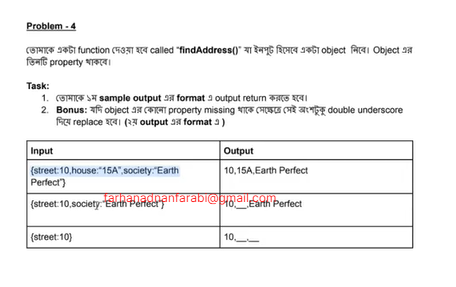 Problem - 4
তোমাকে একটা function দেওয়া হবে called “findAddress()” যা ইনপুট হিসেবে একটা object নিবে। Object এর
তিনটি property থাকবে।
Task:
1. তোমাকে ১ম sample output এর format এ output return করতে হবে।
2. Bonus: যদি object এর কোনো property missing থাকে সেক্ষেত্রে সেই অংশটুকু double underscore
দিয়ে replace হবে। (২য় output এর format এ )
Input Output
{street:10,house:“15A”,society:“Earth 10,15A,Earth Perfect
Perfect”}
tarhanadnanfarabi@gmail.com
{street:10,society:“Earth Perfect”} 10,__,Earth Perfect
{street:10} 10,__,__